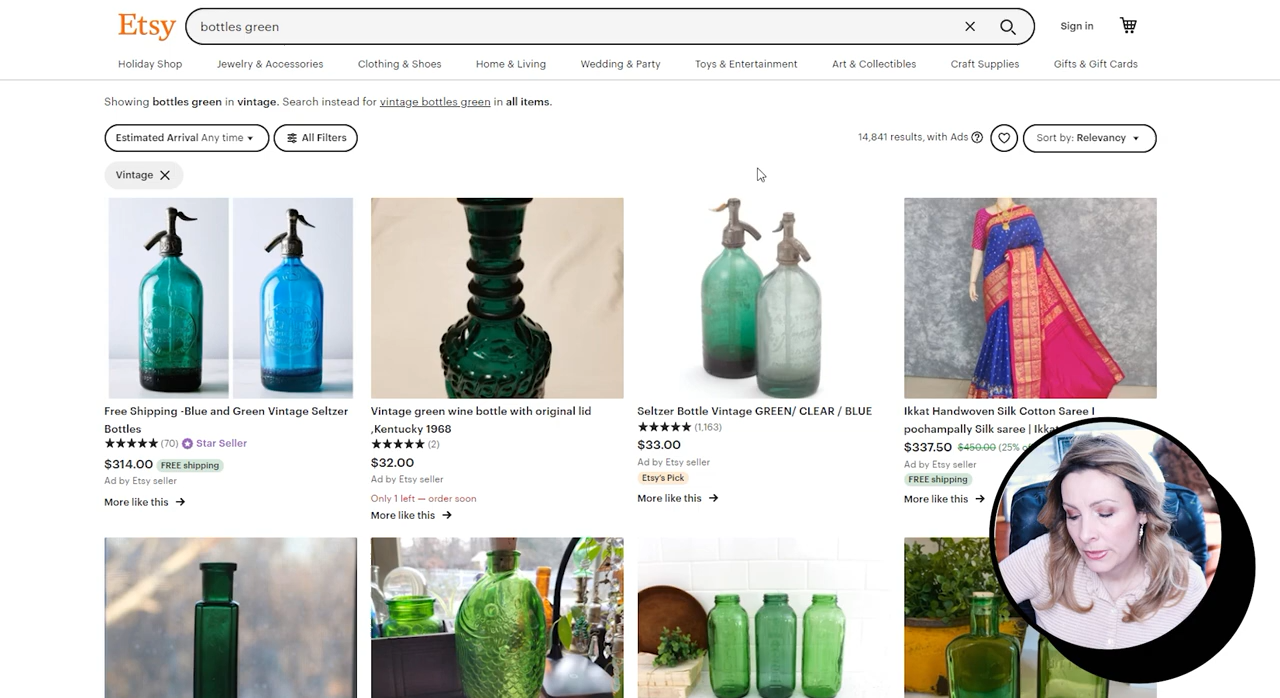 Etsy
bottles green
Sign in
Holiday Shop Jewelry & Accessories Clothing & Shoes Home & Living Wedding & Party Toys & Entertainment Art & Collectibles Craft Supplies Gifts & Gift Cards
Showing bottles green in vintage. Search instead for vintage bottles green in all items.
Estimated Arrival Any time
All Filters
14,841 results, with Ads
Sort by: Relevancy
Vintage
Free Shipping -Blue and Green Vintage Seltzer
Bottles
(70) Star Seller
$314.00 FREE shipping
Ad by Etsy seller
More like this
Vintage green wine bottle with original lid
,Kentucky 1968
(2)
$32.00
Ad by Etsy seller
Only 1 left — order soon
More like this
Seltzer Bottle Vintage GREEN/ CLEAR / BLUE
(1,163)
$33.00
Ad by Etsy seller
Etsy's Pick
More like this
Ikkat Handwoven Silk Cotton Saree I
pochampally Silk saree |
$337.50 $450.00 (25%
Ad by Etsy seller
FREE shipping
More like this